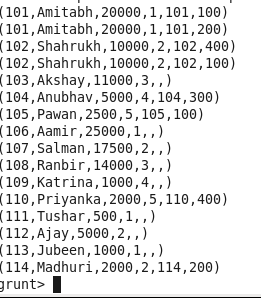 (101,Amitabh,20000,1,101,100)
(101,Amitabh,20000,1,101,200)
(102,Shahrukh,10000,2,102,400)
(102,Shahrukh,10000,2,102,100)
(103,Akshay,11000,3,,)
(104,Anubhav,5000,4,104,300)
(105,Pawan,2500,5,105,100)
(106,Aamir,25000,1,,)
(107,Salman,17500,2,,)
(108,Ranbir,14000,3,,)
(109,Katrina,1000,4,,)
(110,Priyanka,2000,5,110,400)
(111,Tushar,500,1,,)
(112,Ajay,5000,2,,)
(113,Jubeen,1000,1,,)
(114,Madhuri,2000,2,114,200)
grunt>